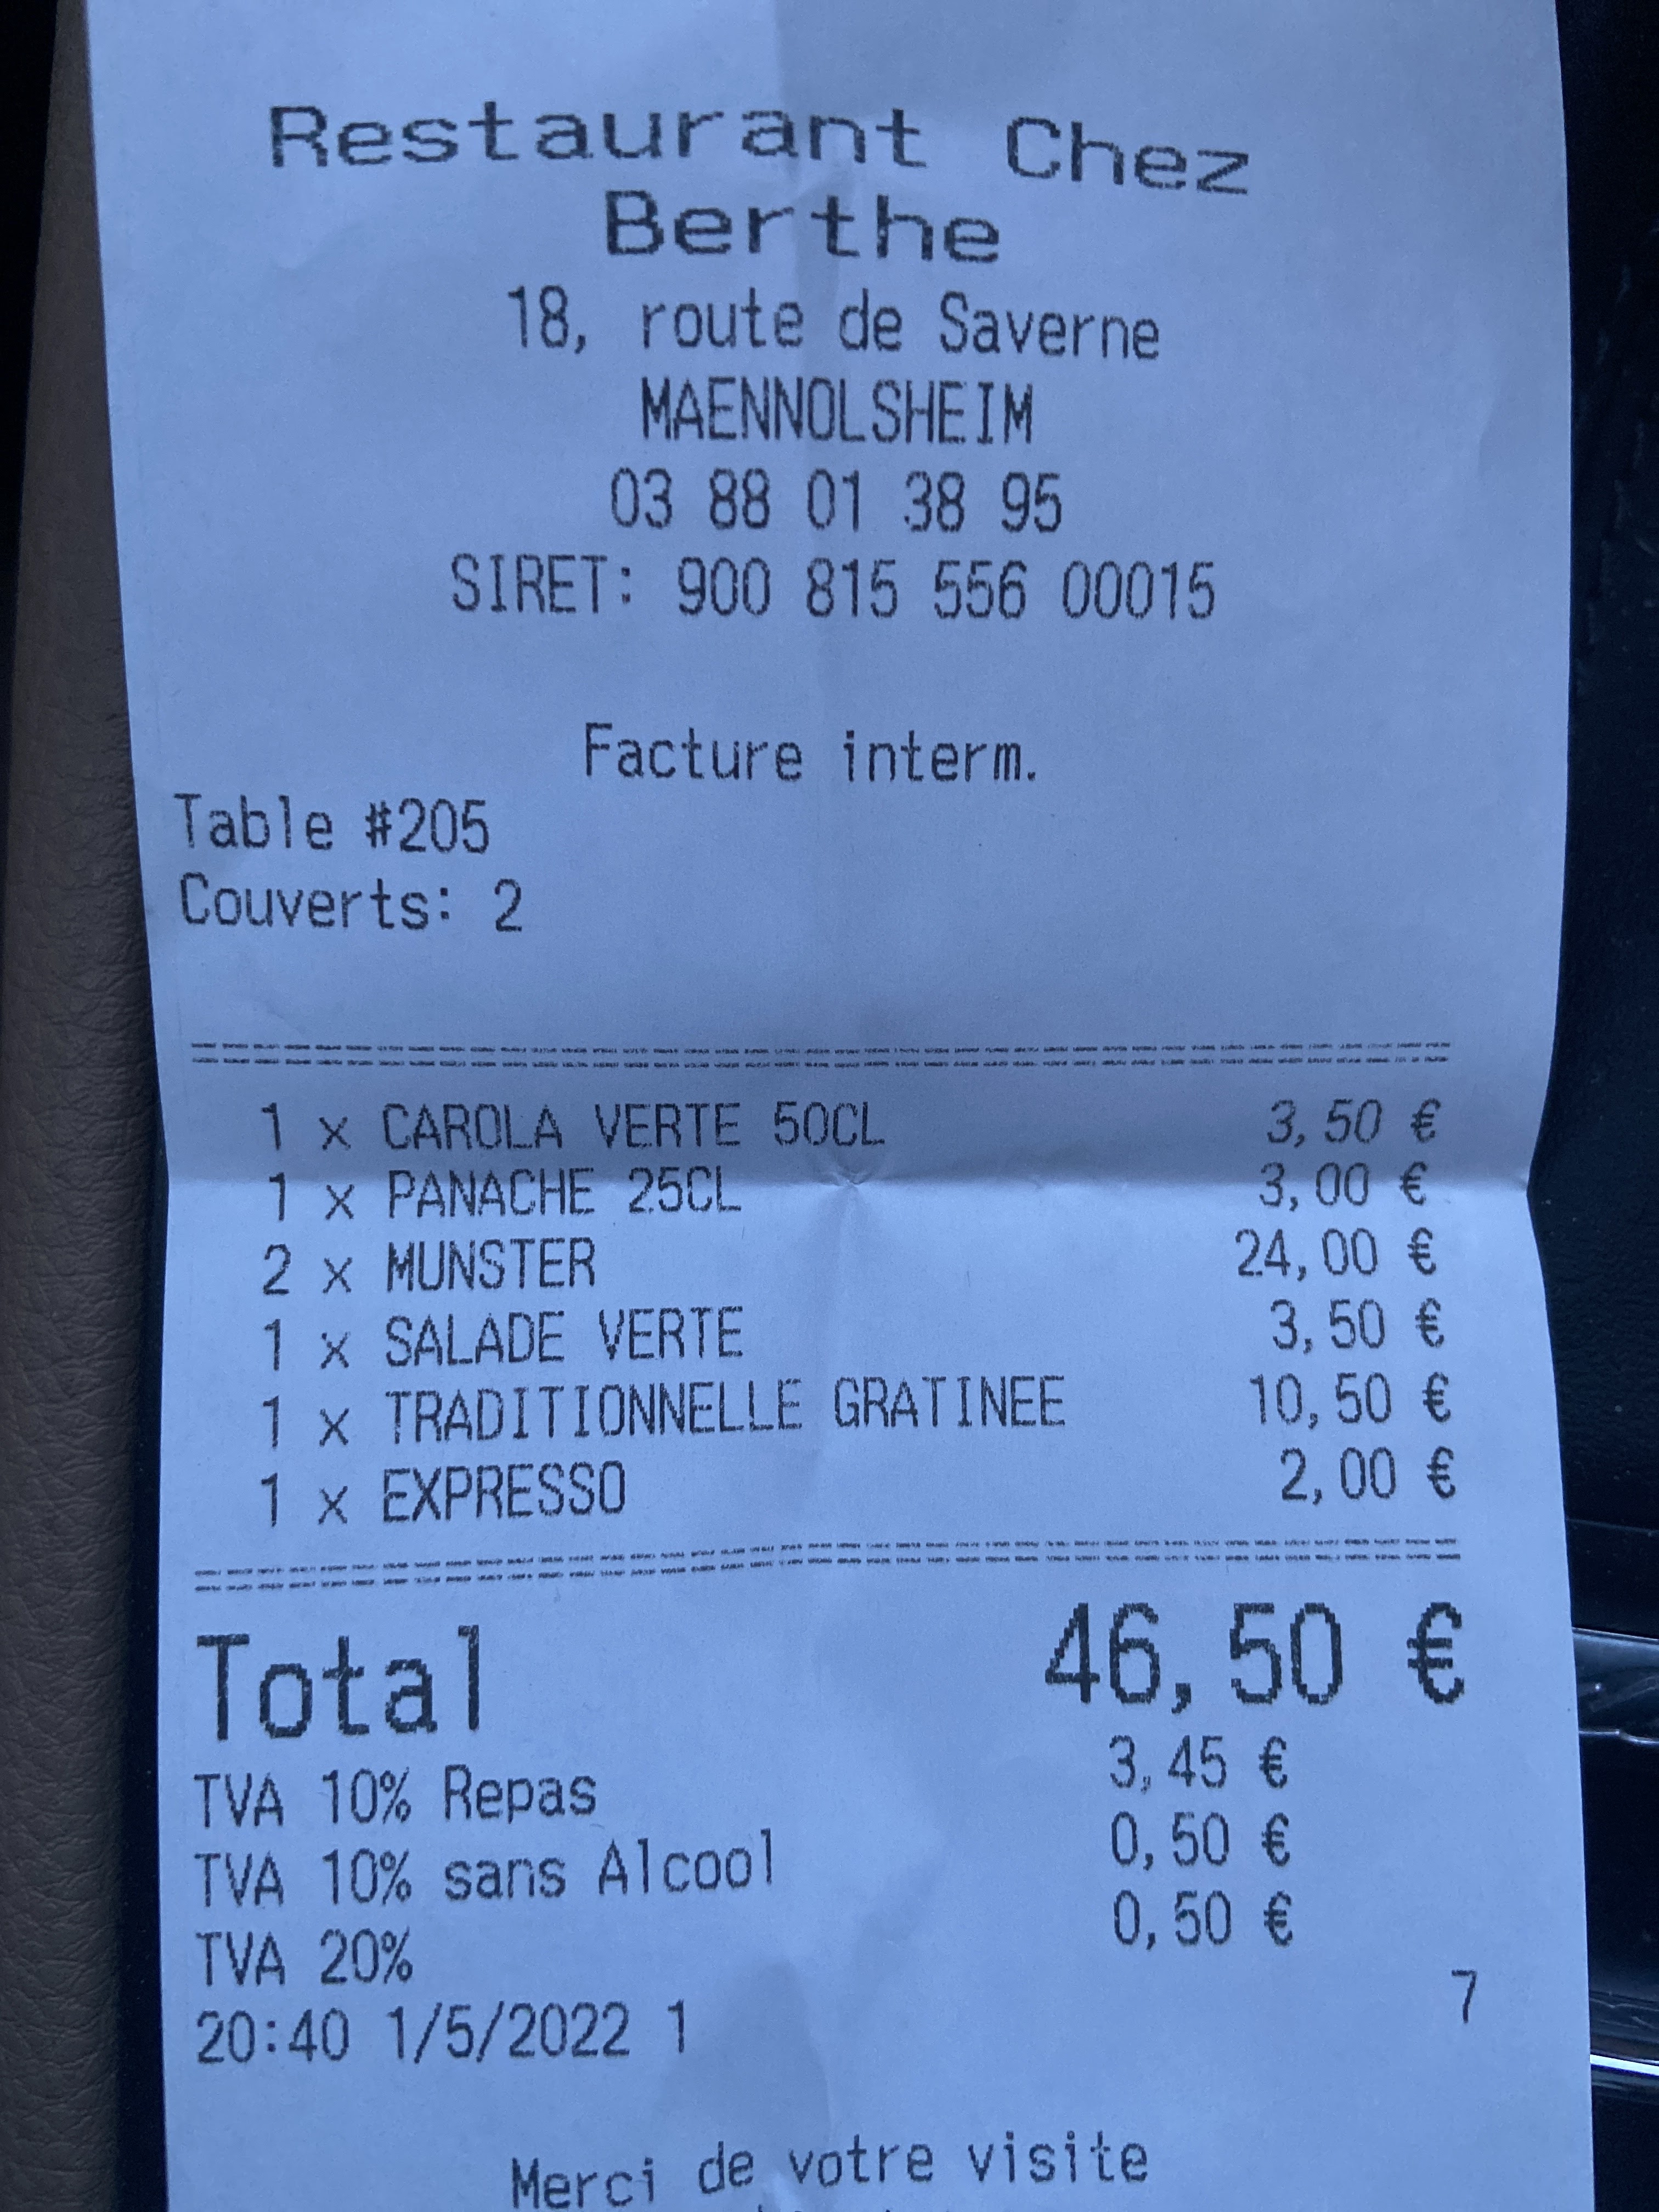 Restaurant Chez
Berthe
18, route de Saverne
MAENNOLSHEIM
03 88 01 38 95
SIRET: 900 815 556 00015
Facture interm.
Table #205
Couverts: 2
1 x CAROLA VERTE 50CL 3,50 €
1 x PANACHE 25CL 3,00 €
2 x MUNSTER 24,00 €
1 x SALADE VERTE 3,50 €
1 x TRADITIONNELLE GRATINEE 10,50 €
1 x EXPRESSO 2,00 €
Total 46,50 €
TVA 10% Repas 3,45 €
TVA 10% sans Alcool 0,50 €
TVA 20% 0,50 €
20:40 1/5/2022 1 7
Merci de votre visite